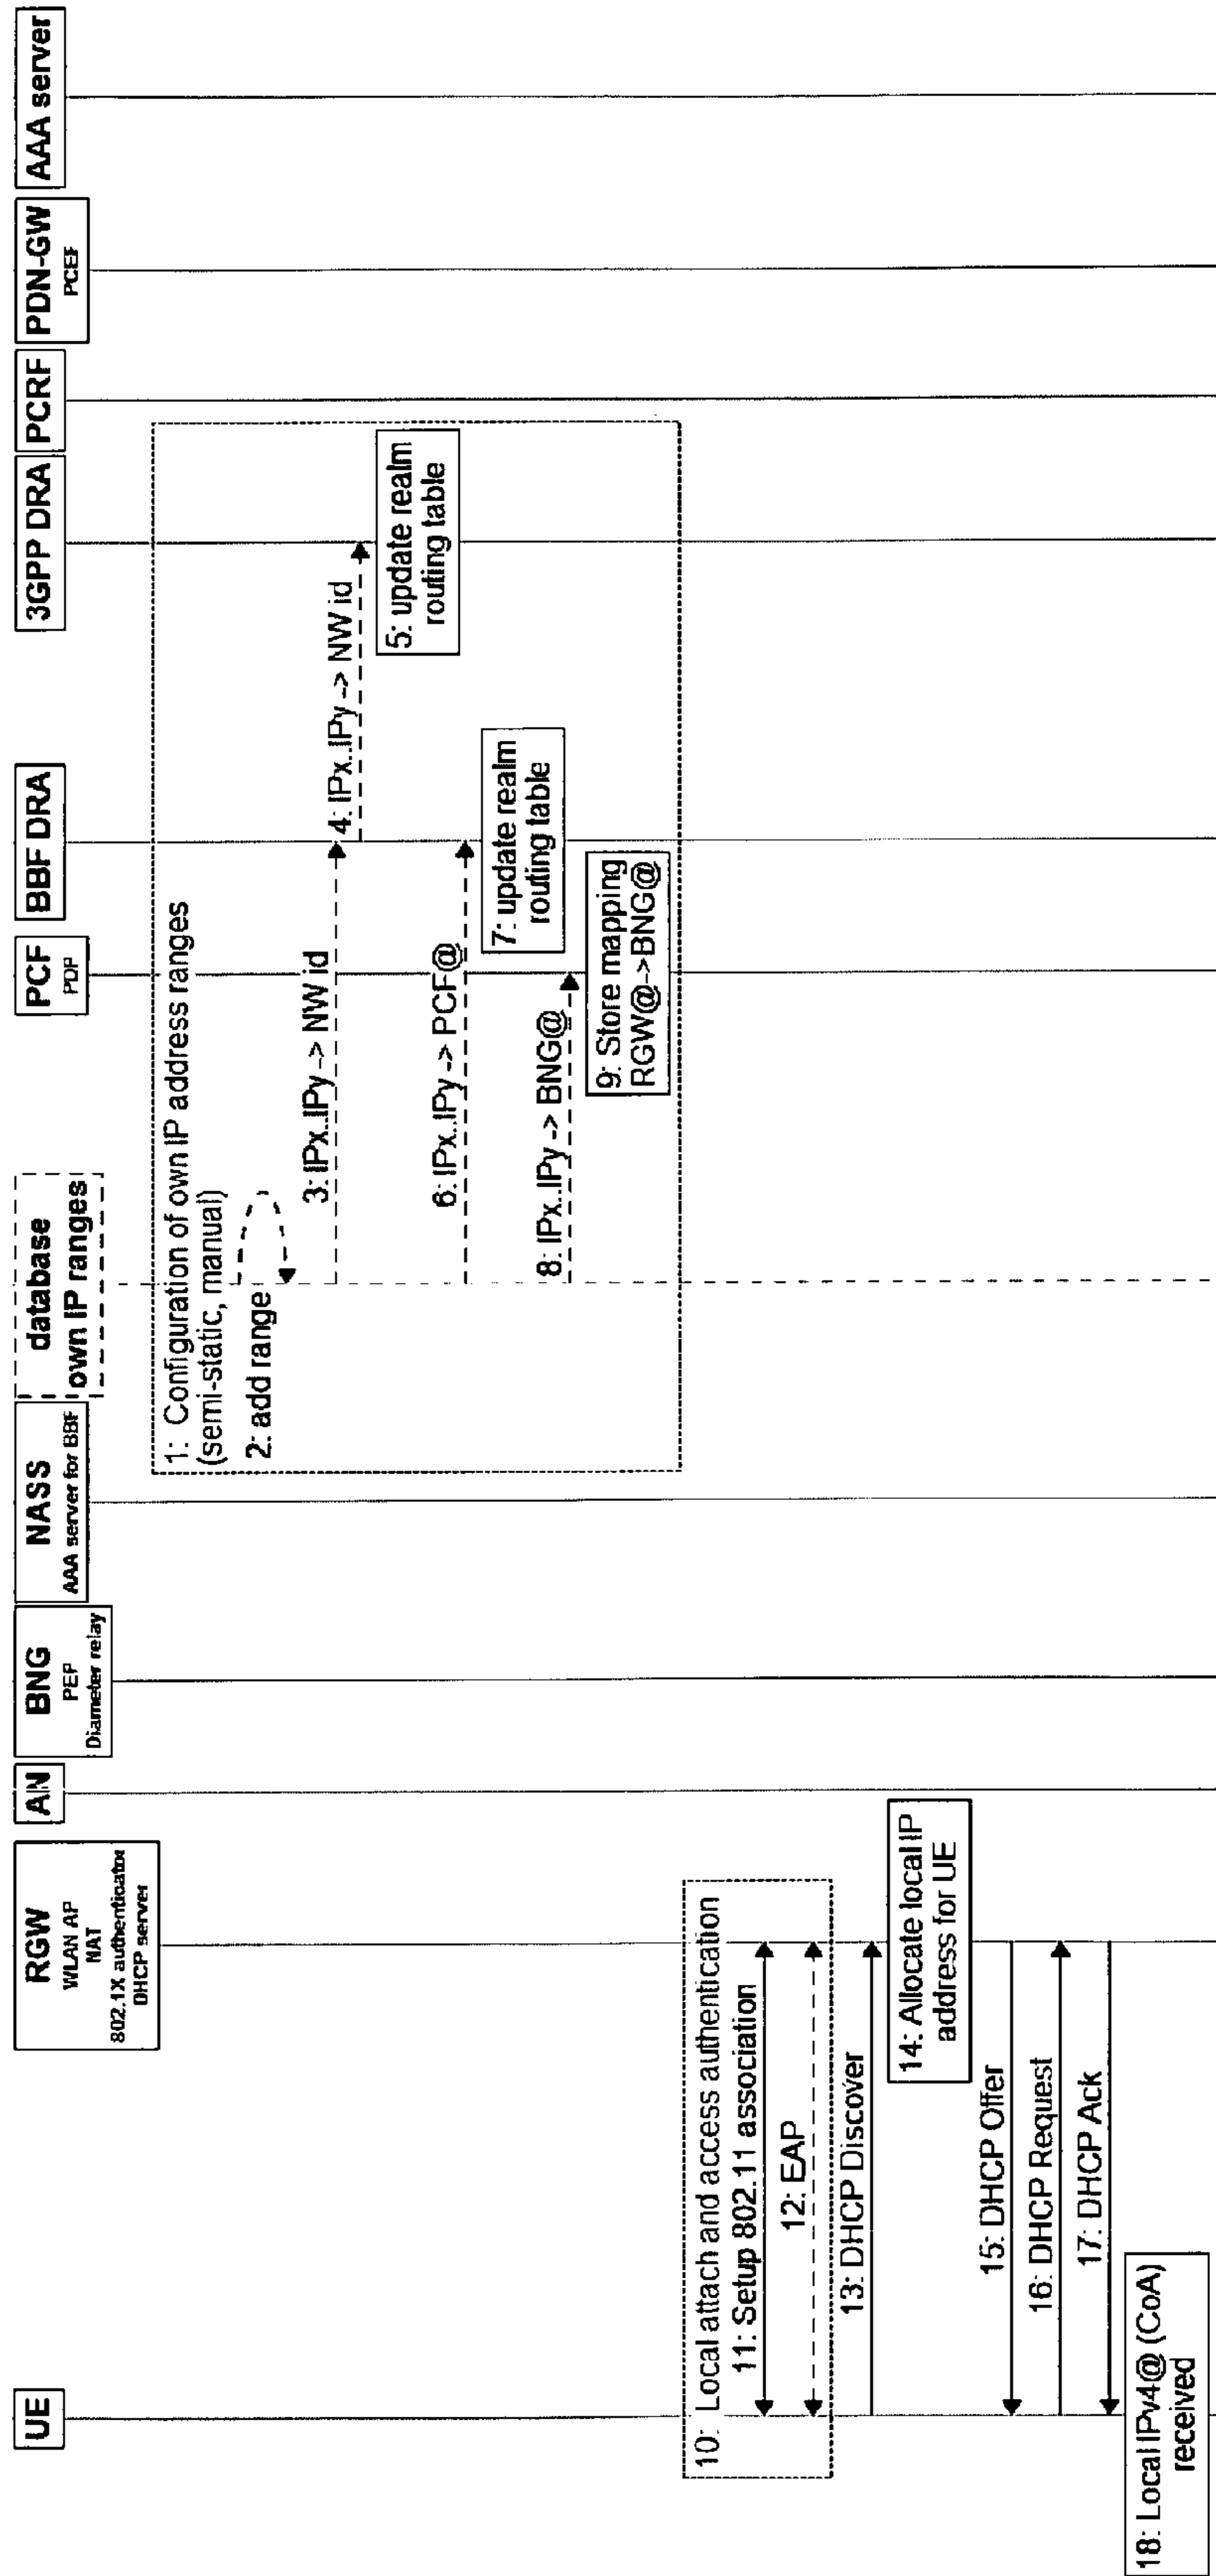 UE
RGW
WLAN AP
NAT
802.1X authenticator
DHCP server
AN
BNG
PEP
Diameter relay
NASS
AAA server for BBF
database
own IP ranges
PCF
PDP
BBF DRA
3GPP DRA
PCRF
PDN-GW
PCEF
AAA server
1: Configuration of own IP address ranges
(semi-static, manual)
2: add range
3: IPx..IPy -> NW id
4: IPx..IPy -> NW id
5: update realm
routing table
6: IPx..IPy -> PCF@
7: update realm
routing table
8: IPx..IPy -> BNG@
9: Store mapping
RGW@->BNG@
10: Local attach and access authentication
11: Setup 802.11 association
12: EAP
13: DHCP Discover
14: Allocate local IP
address for UE
15: DHCP Offer
16: DHCP Request
17: DHCP Ack
18: Local IPv4@ (CoA)
received